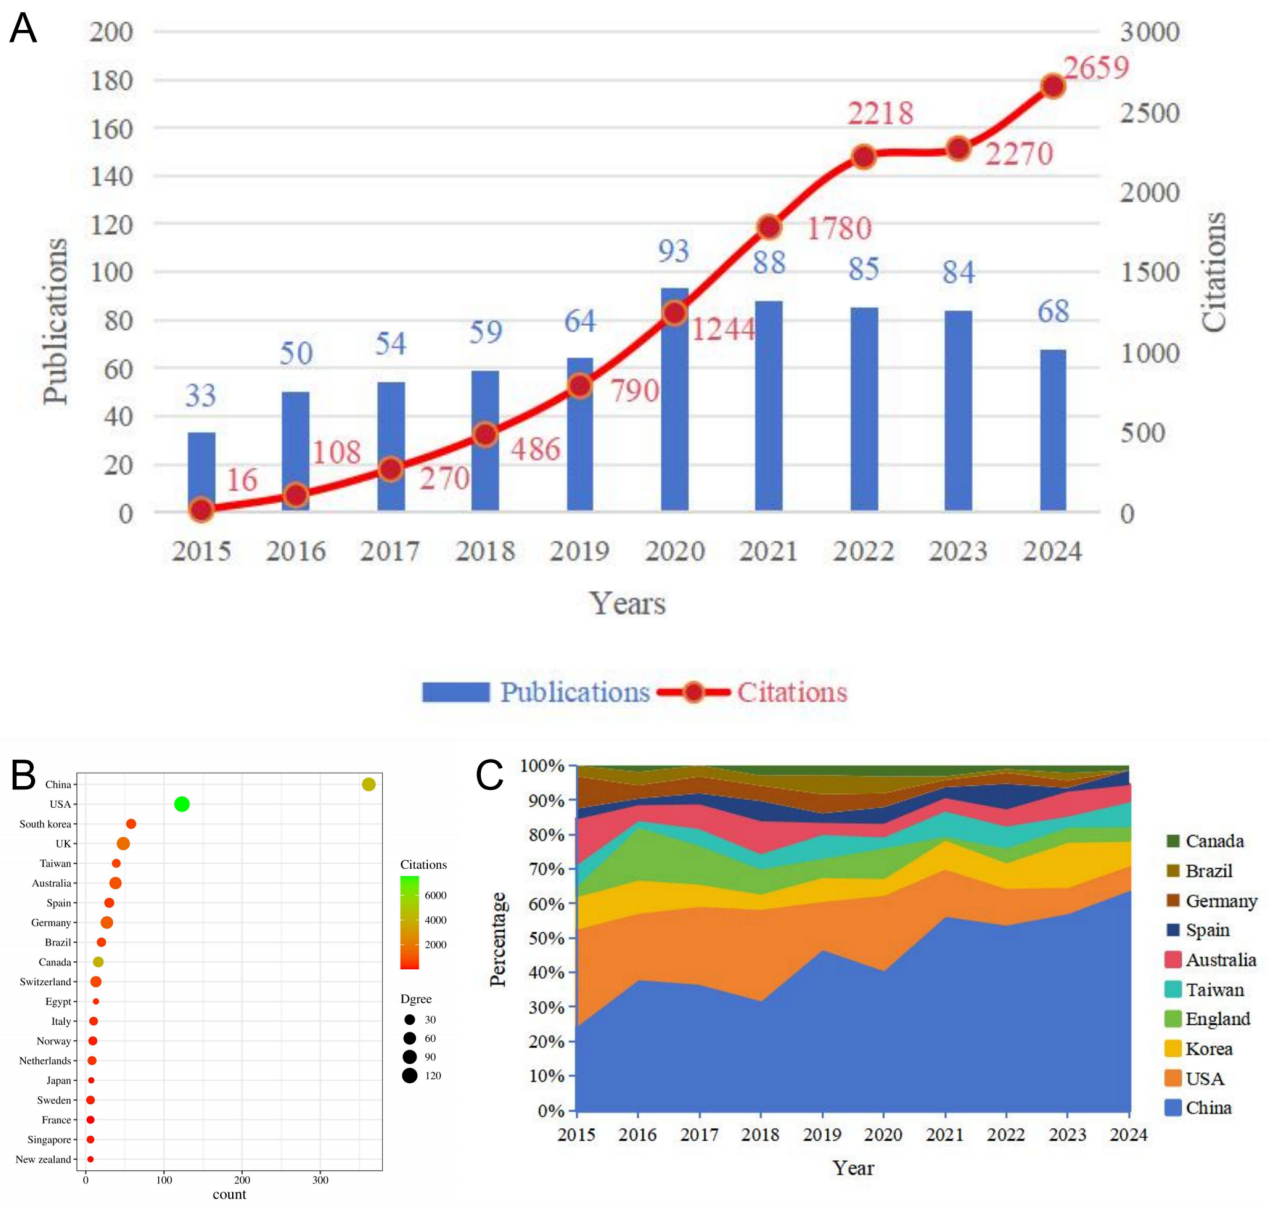 A
200
180
160
140
120
100
80
60
40
20
0
Publications
3000
2500
2000
1500
1000
500
0
Citations
33
50
54
59
64
93
88
85
84
68
16
108
270
486
790
1244
1780
2218
2270
2659
2015 2016 2017 2018 2019 2020 2021 2022 2023 2024
Years
Publications Citations
B
China
USA
South korea
UK
Taiwan
Australia
Spain
Germany
Brazil
Canada
Switzerland
Egypt
Italy
Norway
Netherlands
Japan
Sweden
France
Singapore
New zealand
0 100 200 300
count
Citations
6000
4000
2000
Dgree
30
60
90
120
C
100%
90%
80%
70%
60%
50%
40%
30%
20%
10%
0%
Percentage
2015 2016 2017 2018 2019 2020 2021 2022 2023 2024
Year
Canada
Brazil
Germany
Spain
Australia
Taiwan
England
Korea
USA
China